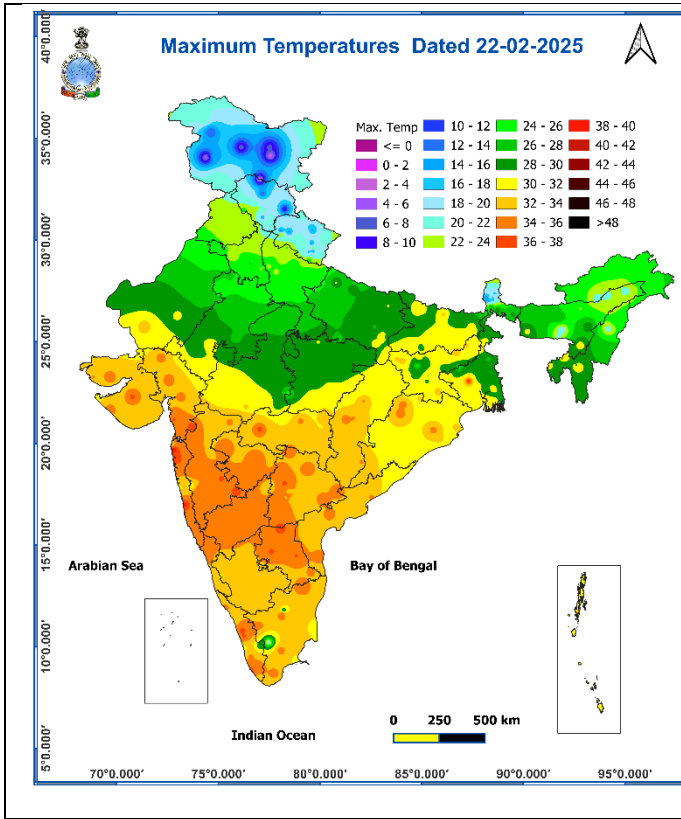 Maximum Temperatures Dated 22-02-2025
Max. Temp
<= 0
0 - 2
2 - 4
4 - 6
6 - 8
8 - 10
10 - 12
12 - 14
14 - 16
16 - 18
18 - 20
20 - 22
22 - 24
24 - 26
26 - 28
28 - 30
30 - 32
32 - 34
34 - 36
36 - 38
38 - 40
40 - 42
42 - 44
44 - 46
46 - 48
>48
40°0.000'
35°0.000'
30°0.000'
25°0.000'
20°0.000'
15°0.000'
10°0.000'
5°0.000'
Arabian Sea
Bay of Bengal
Indian Ocean
0 250 500 km
70°0.000' 75°0.000' 80°0.000' 85°0.000' 90°0.000' 95°0.000'